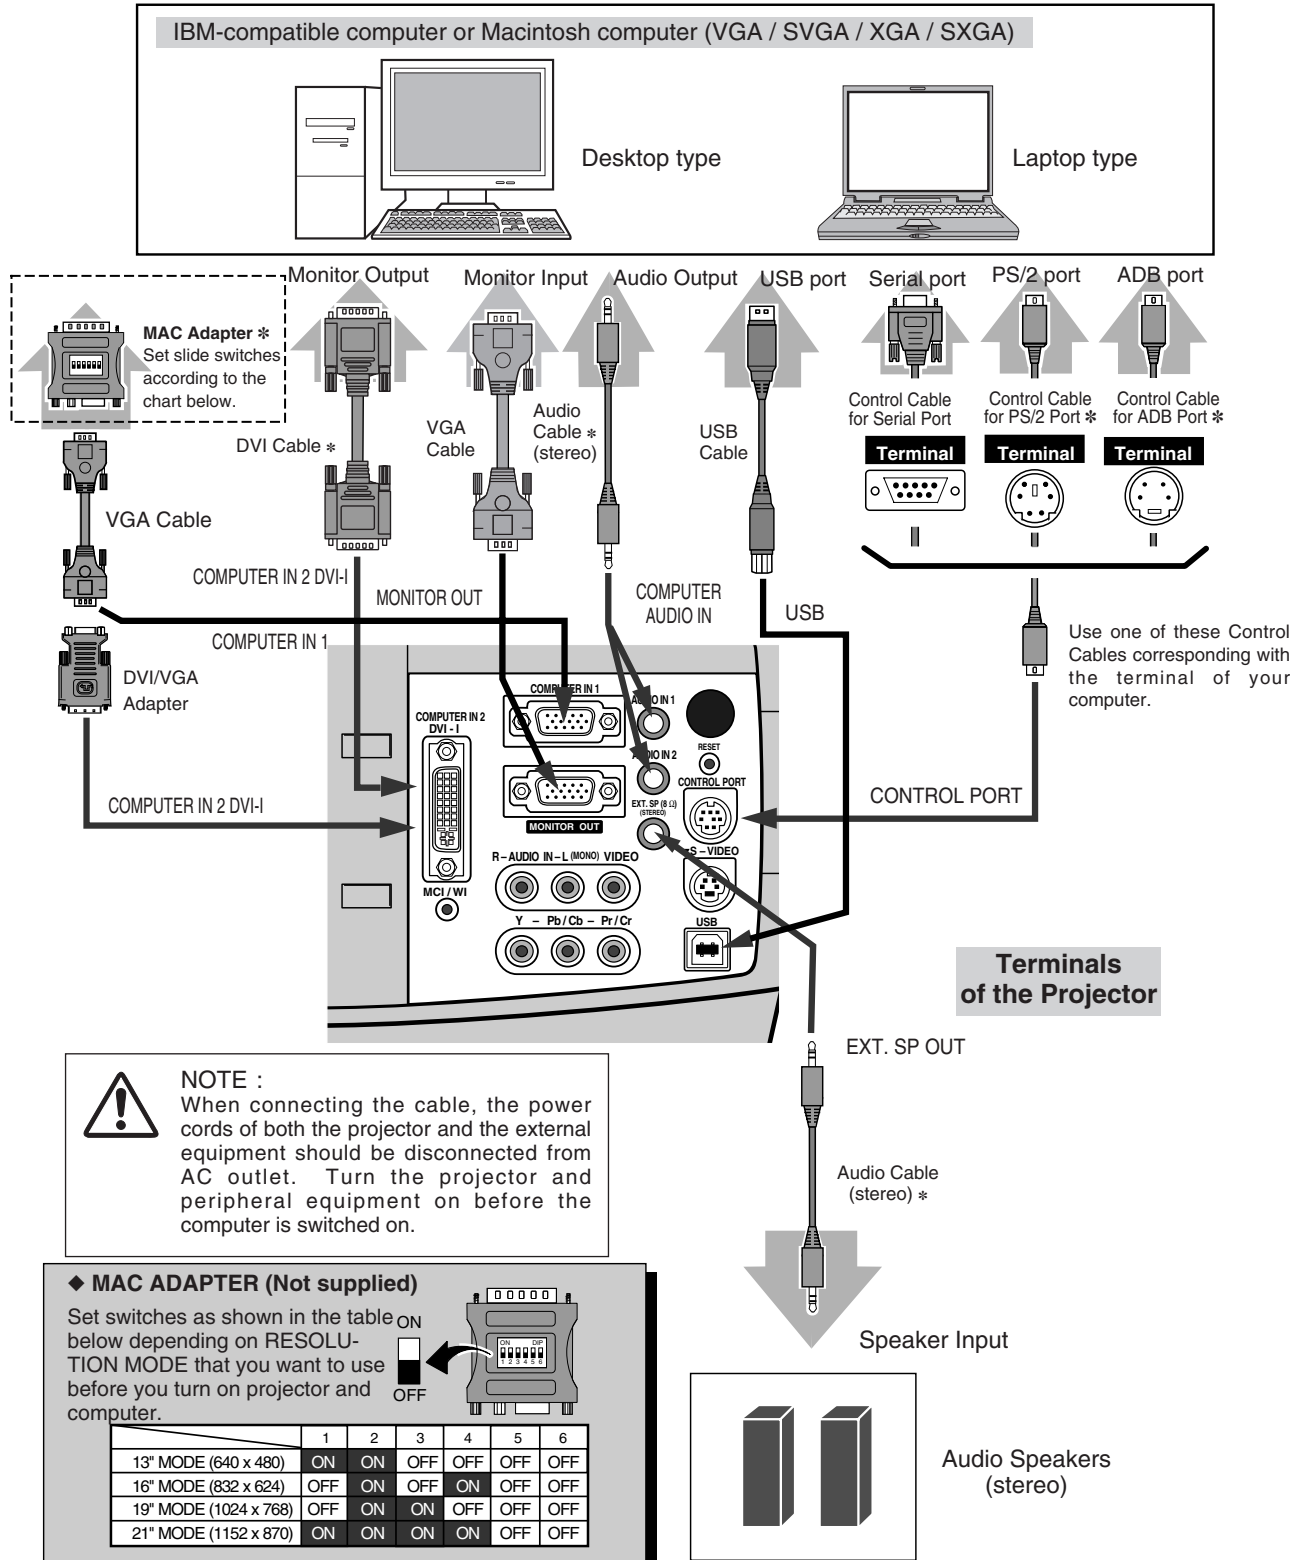 IBM-compatible computer or Macintosh computer (VGA / SVGA / XGA / SXGA)
Desktop type
Laptop type
Monitor Output
Monitor Input
Audio Output
USB port
Serial port
PS/2 port
ADB port
MAC Adapter ✻
Set slide switches
according to the
chart below.
DVI Cable ✻
VGA
Cable
Audio
Cable ✻
(stereo)
USB
Cable
Control Cable
for Serial Port
Control Cable
for PS/2 Port ✻
Control Cable
for ADB Port ✻
Terminal
Terminal
Terminal
VGA Cable
COMPUTER IN 2 DVI-I
MONITOR OUT
COMPUTER
AUDIO IN
USB
COMPUTER IN 1
DVI/VGA
Adapter
Use one of these Control
Cables corresponding with
the terminal of your
computer.
COMPUTER IN 2 DVI-I
CONTROL PORT
COMPUTER IN 1
AUDIO IN 1
COMPUTER IN 2
DVI - I
AUDIO IN 2
RESET
CONTROL PORT
EXT. SP (8 Ω)
(STEREO)
MONITOR OUT
S – VIDEO
R – AUDIO IN – L (MONO) VIDEO
MCI / WI
Y – Pb / Cb – Pr / Cr
USB
Terminals
of the Projector
EXT. SP OUT
NOTE :
When connecting the cable, the power
cords of both the projector and the external
equipment should be disconnected from
AC outlet. Turn the projector and
peripheral equipment on before the
computer is switched on.
Audio Cable
(stereo) ✻
Speaker Input
Audio Speakers
(stereo)
◆ MAC ADAPTER (Not supplied)
Set switches as shown in the table
below depending on RESOLU-
TION MODE that you want to use
before you turn on projector and
computer.
ON
OFF
ON DIP
1 2 3 4 5 6
1 2 3 4 5 6
13" MODE (640 x 480) ON ON OFF OFF OFF OFF
16" MODE (832 x 624) OFF ON OFF ON OFF OFF
19" MODE (1024 x 768) OFF ON ON OFF OFF OFF
21" MODE (1152 x 870) ON ON ON ON OFF OFF